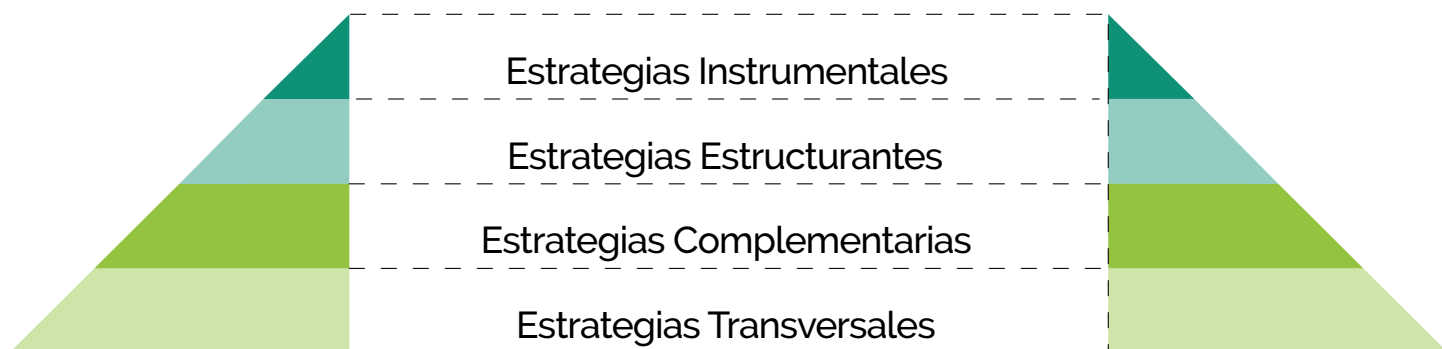 Estrategias Instrumentales
Estrategias Estructurantes
Estrategias Complementarias
Estrategias Transversales